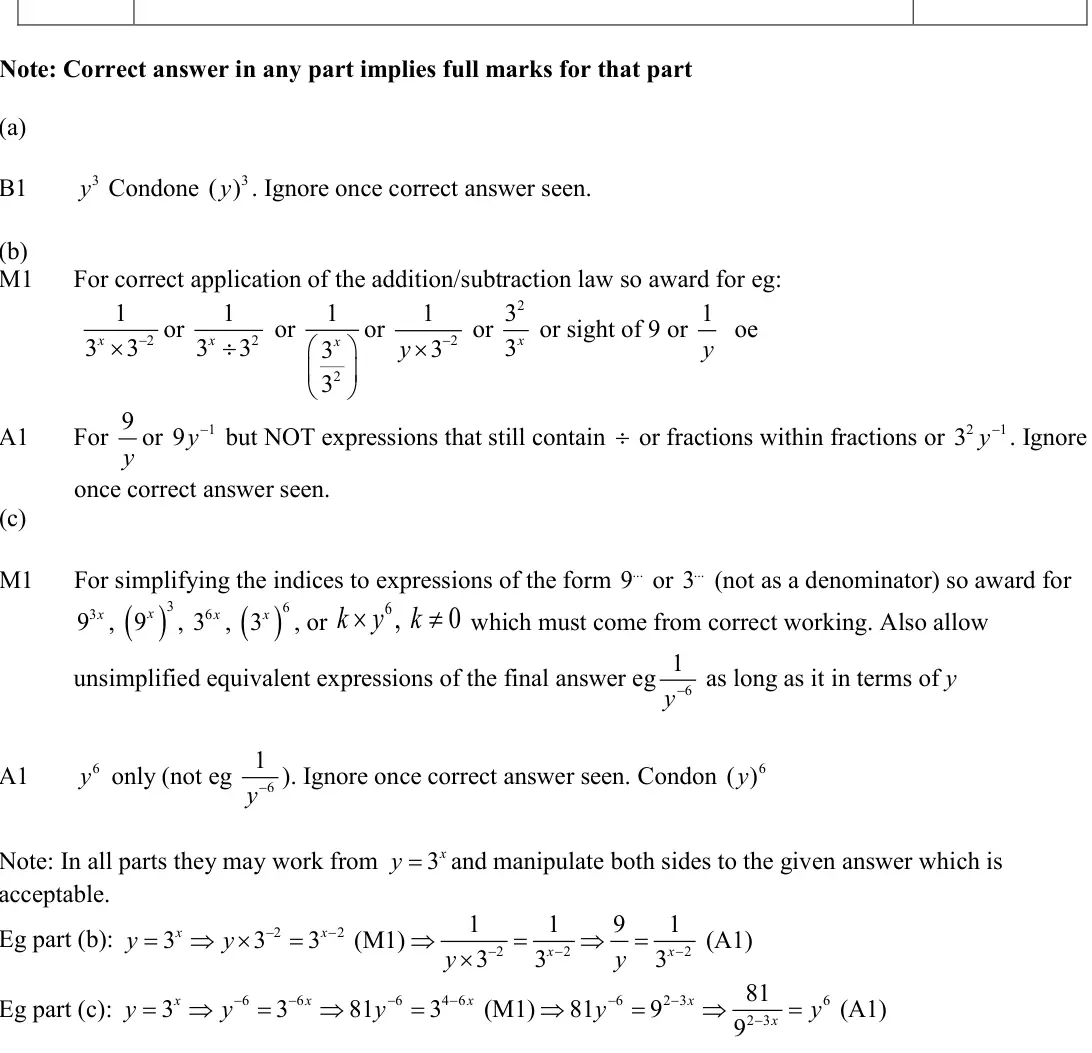 Note: Correct answer in any part implies full marks for that part
(a)
B1 y³ Condone (y)³. Ignore once correct answer seen.
(b)
M1 For correct application of the addition/subtraction law so award for eg:
1/(3ˣ × 3⁻²) or 1/(3ˣ ÷ 3²) or 1/(3ˣ/3²) or 1/(y × 3⁻²) or 3²/3ˣ or sight of 9 or 1/y oe
A1 For 9/y or 9y⁻¹ but NOT expressions that still contain ÷ or fractions within fractions or 3² y⁻¹. Ignore
once correct answer seen.
(c)
M1 For simplifying the indices to expressions of the form 9^... or 3^... (not as a denominator) so award for
9³ˣ, (9ˣ)³, 3⁶ˣ, (3ˣ)⁶, or k × y⁶, k ≠ 0 which must come from correct working. Also allow
unsimplified equivalent expressions of the final answer eg 1/y⁻⁶ as long as it in terms of y
A1 y⁶ only (not eg 1/y⁻⁶). Ignore once correct answer seen. Condon (y)⁶
Note: In all parts they may work from y = 3ˣ and manipulate both sides to the given answer which is
acceptable.
Eg part (b): y = 3ˣ ⇒ y × 3⁻² = 3ˣ⁻² (M1) ⇒ 1/(y × 3⁻²) = 1/3ˣ⁻² ⇒ 9/y = 1/3ˣ⁻² (A1)
Eg part (c): y = 3ˣ ⇒ y⁻⁶ = 3⁻⁶ˣ ⇒ 81y⁻⁶ = 3⁴⁻⁶ˣ (M1) ⇒ 81y⁻⁶ = 9²⁻³ˣ ⇒ 81/9²⁻³ˣ = y⁶ (A1)